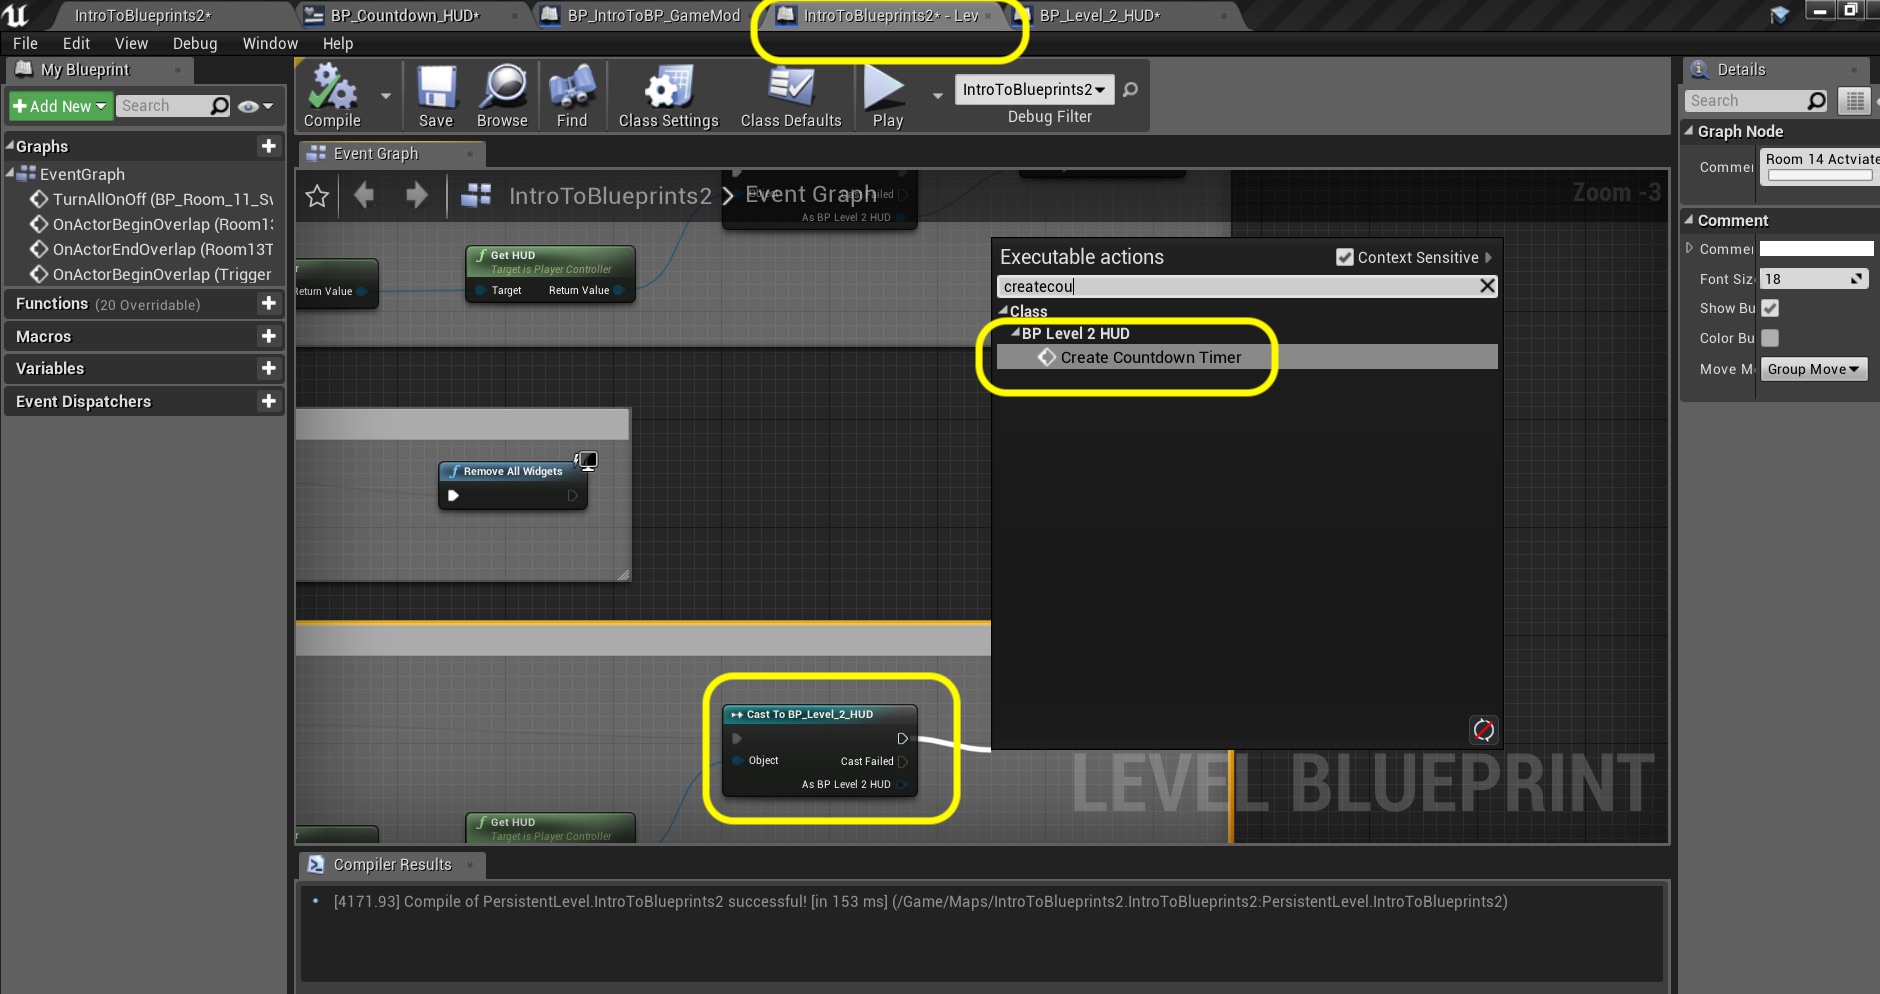 IntroToBlueprints2*
BP_Countdown_HUD*
BP_IntroToBP_GameMod
IntroToBlueprints2* - Lev
BP_Level_2_HUD*
File Edit View Debug Window Help
My Blueprint
Add New
Search
Compile
Save
Browse
Find
Class Settings
Class Defaults
Play
IntroToBlueprints2
Debug Filter
Details
Search
Graph Node
Commer
Room 14 Actviate
Comment
Commer
Font Siz
18
Show Bu
Color Bu
Move M
Group Move
Graphs
EventGraph
TurnAllOnOff (BP_Room_11_Sv
OnActorBeginOverlap (Room13
OnActorEndOverlap (Room13T
OnActorBeginOverlap (Trigger
Functions (20 Overridable)
Macros
Variables
Event Dispatchers
Event Graph
IntroToBlueprints2 > Event Graph
Zoom -3
Object
Cast Failed
As BP Level 2 HUD
r
Return Value
Get HUD
Target is Player Controller
Target
Return Value
Executable actions
Context Sensitive
createcou
Class
BP Level 2 HUD
Create Countdown Timer
Remove All Widgets
Cast To BP_Level_2_HUD
Object
Cast Failed
As BP Level 2 HUD
r
Get HUD
Target is Player Controller
LEVEL BLUEPRINT
Compiler Results
[4171.93] Compile of PersistentLevel.IntroToBlueprints2 successful! [in 153 ms] (/Game/Maps/IntroToBlueprints2.IntroToBlueprints2:PersistentLevel.IntroToBlueprints2)